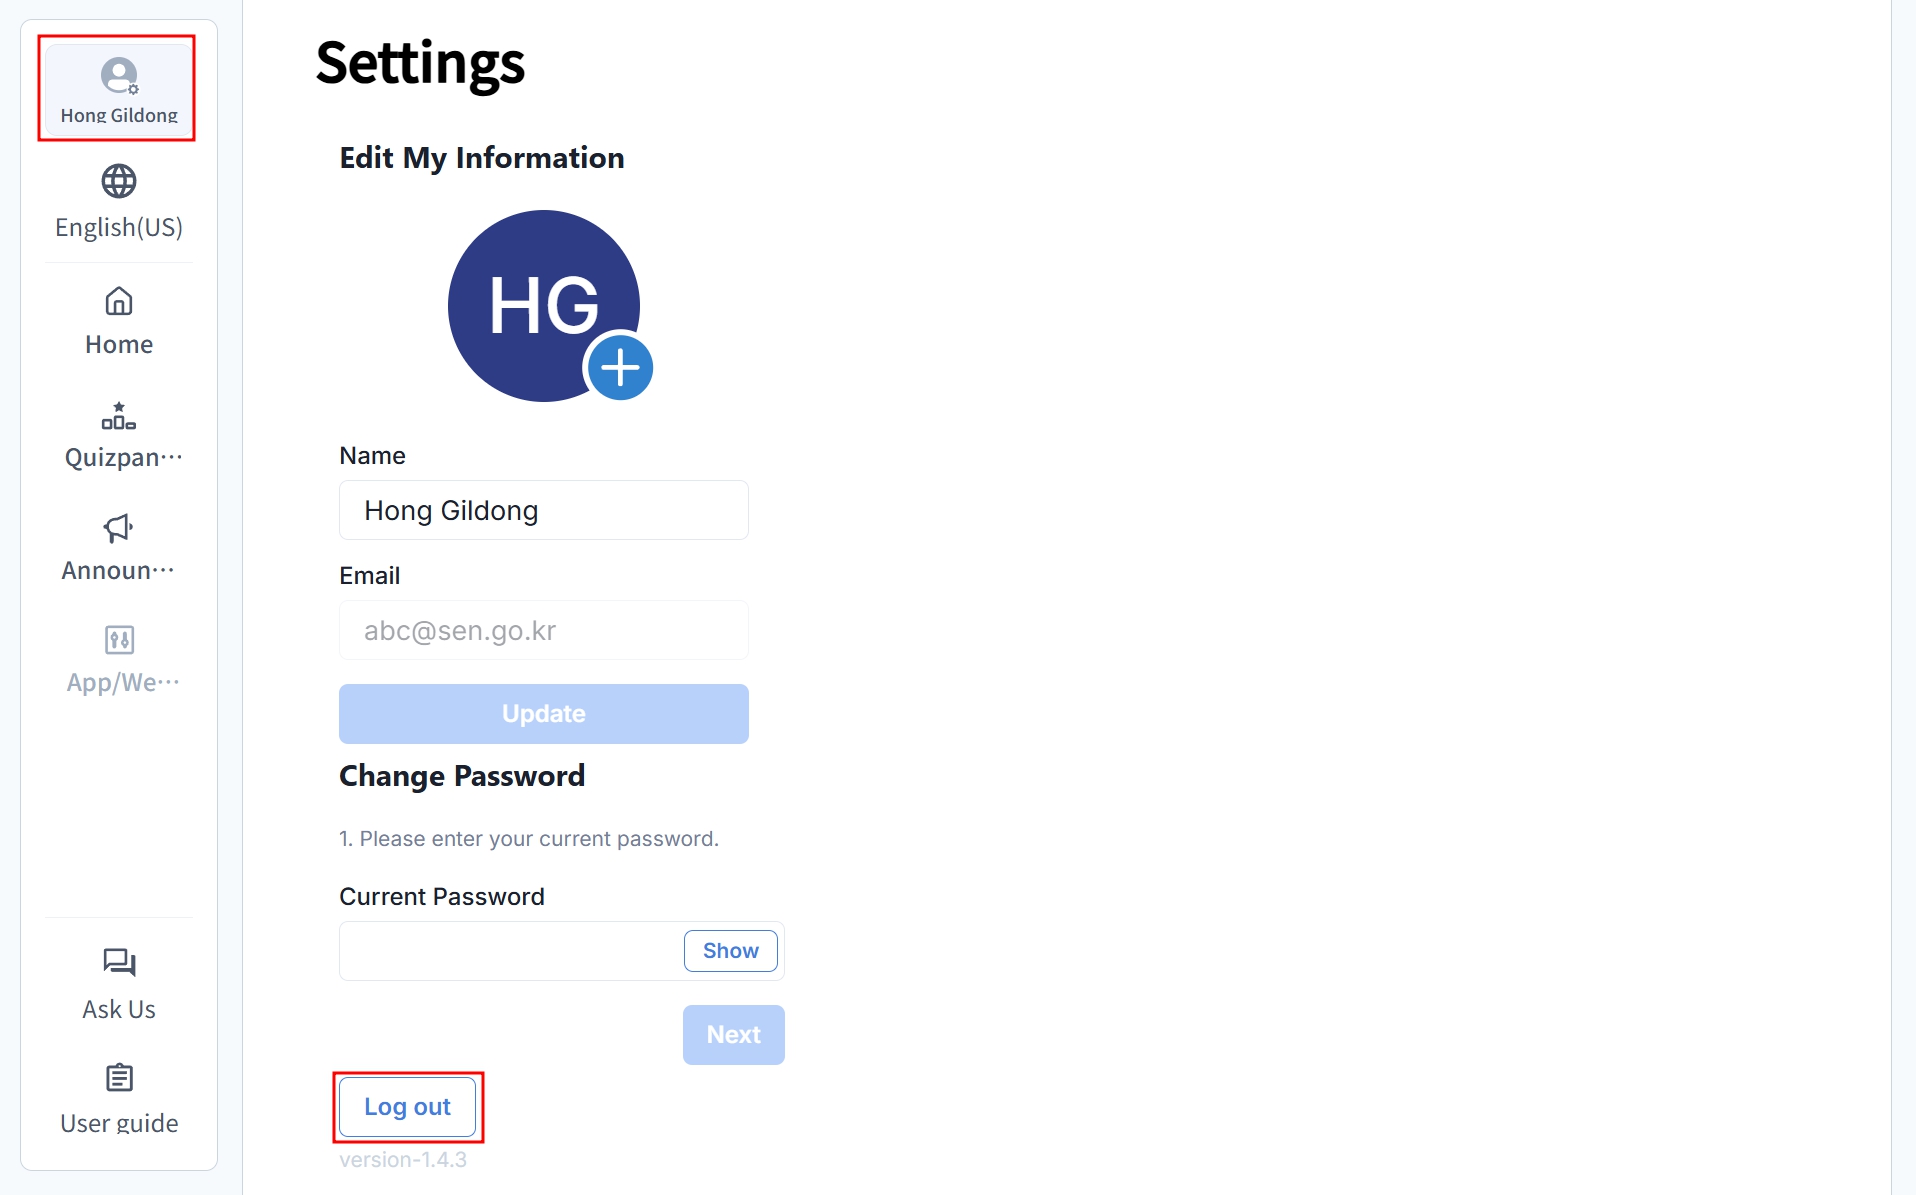 Hong Gildong
English(US)
Home
Quizpan···
Announ···
App/We···
Ask Us
User guide
Settings
Edit My Information
HG
Name
Hong Gildong
Email
abc@sen.go.kr
Update
Change Password
1. Please enter your current password.
Current Password
Show
Next
Log out
version-1.4.3